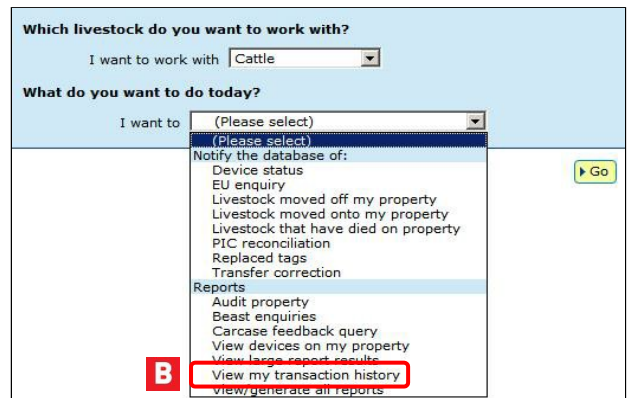 Which livestock do you want to work with?
I want to work with Cattle
What do you want to do today?
I want to (Please select)
(Please select)
Notify the database of:
Device status
Go
EU enquiry
Livestock moved off my property
Livestock moved onto my property
Livestock that have died on property
PIC reconciliation
Replaced tags
Transfer correction
Reports
Audit property
Beast enquiries
Carcase feedback query
View devices on my property
View large report results
B View my transaction history
View/generate all reports